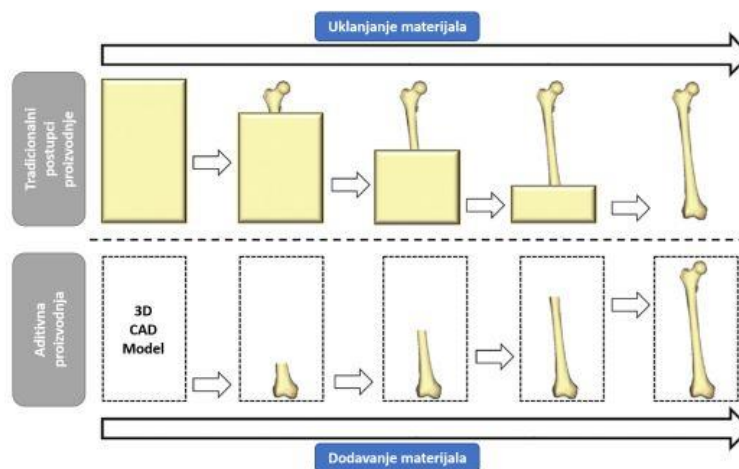 Uklanjanje materijala
Tradicionalni
postupci
proizvodnje
Aditivna
proizvodnja
3D
CAD
Model
Dodavanje materijala